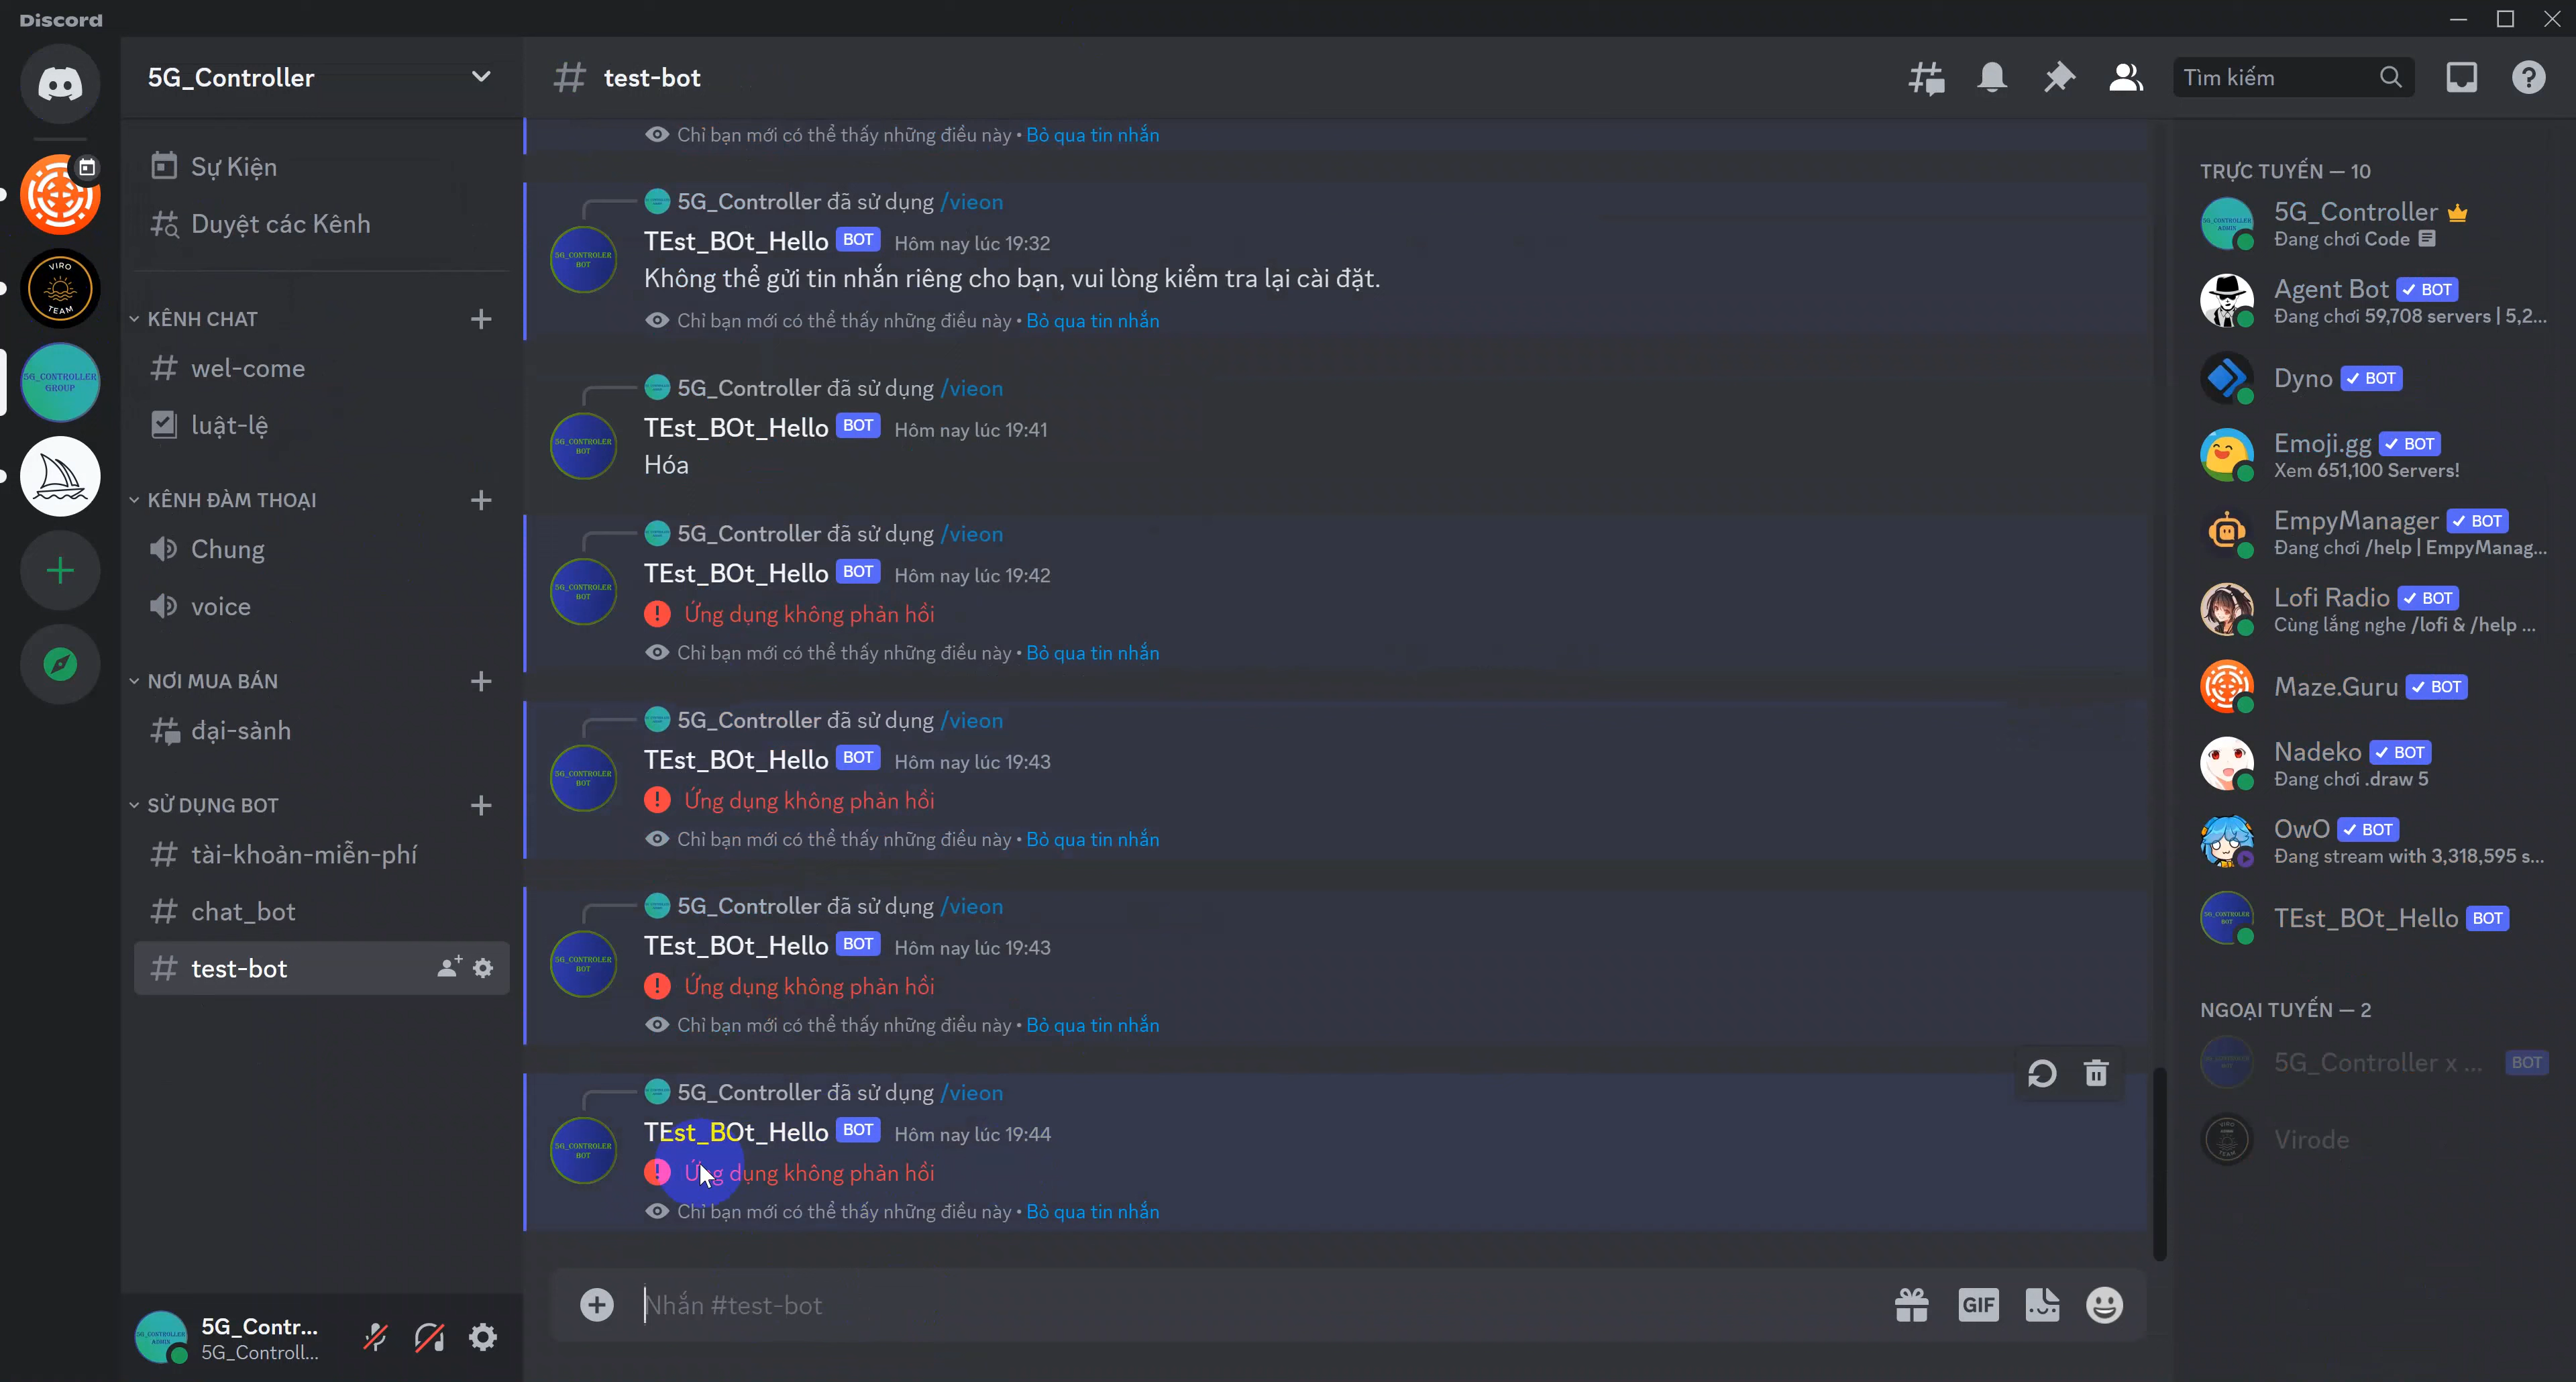 Discord
5G_Controller
Sự Kiện
Duyệt các Kênh
KÊNH CHAT
wel-come
luật-lệ
KÊNH ĐÀM THOẠI
Chung
voice
NƠI MUA BÁN
đại-sảnh
SỬ DỤNG BOT
tài-khoản-miễn-phí
chat_bot
test-bot
5G_Contr...
5G_Controll...
VIRO
TEAM
5G_CONTROLLER
GROUP
test-bot
Tìm kiếm
Chỉ bạn mới có thể thấy những điều này • Bỏ qua tin nhắn
5G_Controller đã sử dụng /vieon
TEst_BOt_Hello BOT Hôm nay lúc 19:32
Không thể gửi tin nhắn riêng cho bạn, vui lòng kiểm tra lại cài đặt.
Chỉ bạn mới có thể thấy những điều này • Bỏ qua tin nhắn
5G_Controller đã sử dụng /vieon
TEst_BOt_Hello BOT Hôm nay lúc 19:41
Hóa
5G_Controller đã sử dụng /vieon
TEst_BOt_Hello BOT Hôm nay lúc 19:42
Ứng dụng không phản hồi
Chỉ bạn mới có thể thấy những điều này • Bỏ qua tin nhắn
5G_Controller đã sử dụng /vieon
TEst_BOt_Hello BOT Hôm nay lúc 19:43
Ứng dụng không phản hồi
Chỉ bạn mới có thể thấy những điều này • Bỏ qua tin nhắn
5G_Controller đã sử dụng /vieon
TEst_BOt_Hello BOT Hôm nay lúc 19:43
Ứng dụng không phản hồi
Chỉ bạn mới có thể thấy những điều này • Bỏ qua tin nhắn
5G_Controller đã sử dụng /vieon
TEst_BOt_Hello BOT Hôm nay lúc 19:44
Ứng dụng không phản hồi
Chỉ bạn mới có thể thấy những điều này • Bỏ qua tin nhắn
Nhắn #test-bot
GIF
TRỰC TUYẾN — 10
5G_Controller
Đang chơi Code
Agent Bot BOT
Đang chơi 59,708 servers | 5,2...
Dyno BOT
Emoji.gg BOT
Xem 651,100 Servers!
EmpyManager BOT
Đang chơi /help | EmpyManag...
Lofi Radio BOT
Cùng lắng nghe /lofi & /help ...
Maze.Guru BOT
Nadeko BOT
Đang chơi .draw 5
OwO BOT
Đang stream with 3,318,595 s...
TEst_BOt_Hello BOT
NGOẠI TUYẾN — 2
5G_Controller x ... BOT
Virode